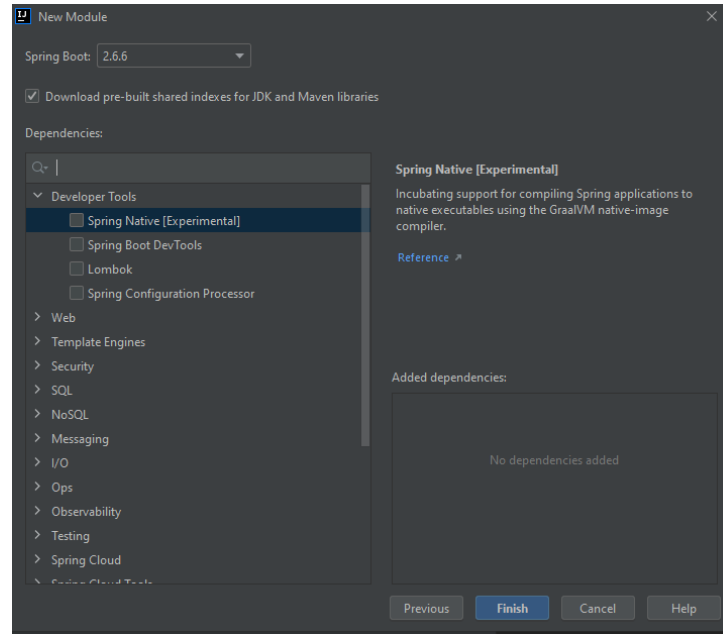 New Module
Spring Boot: 2.6.6
Download pre-built shared indexes for JDK and Maven libraries
Dependencies:
Developer Tools
Spring Native [Experimental]
Spring Boot DevTools
Lombok
Spring Configuration Processor
Web
Template Engines
Security
SQL
NoSQL
Messaging
I/O
Ops
Observability
Testing
Spring Cloud
Spring Cloud Tools
Spring Native [Experimental]
Incubating support for compiling Spring applications to
native executables using the GraalVM native-image
compiler.
Reference
Added dependencies:
No dependencies added
Previous
Finish
Cancel
Help